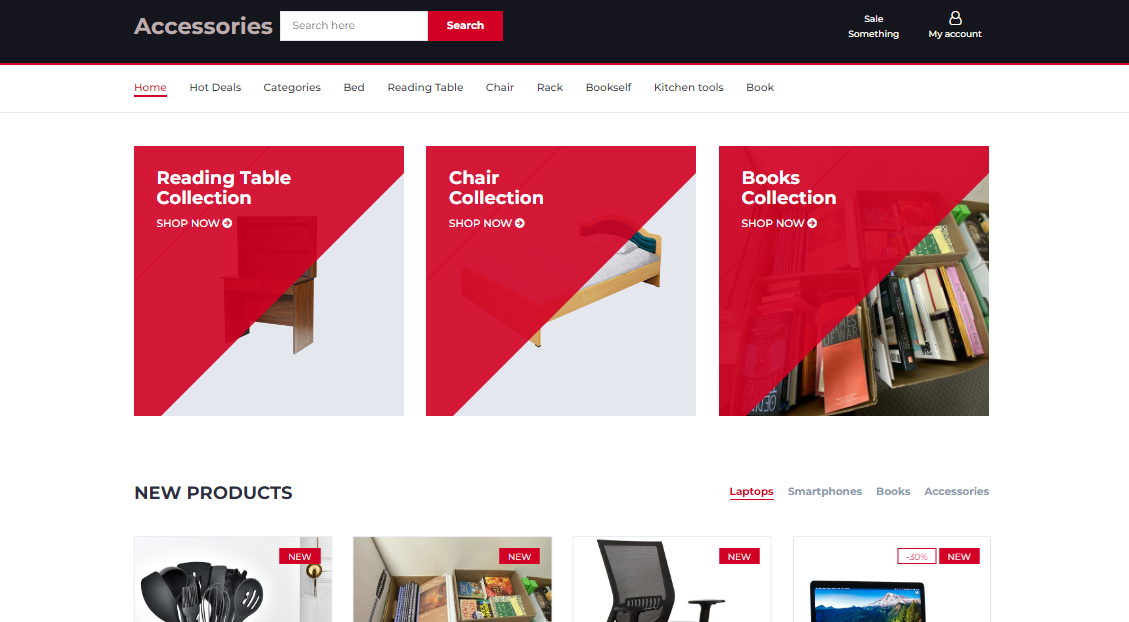 Accessories
Search here
Search
Sale
Something
My account
Home
Hot Deals
Categories
Bed
Reading Table
Chair
Rack
Bookself
Kitchen tools
Book
Reading Table
Collection
SHOP NOW
Chair
Collection
SHOP NOW
Books
Collection
SHOP NOW
NEW PRODUCTS
Laptops
Smartphones
Books
Accessories
NEW
NEW
NEW
-30%
NEW